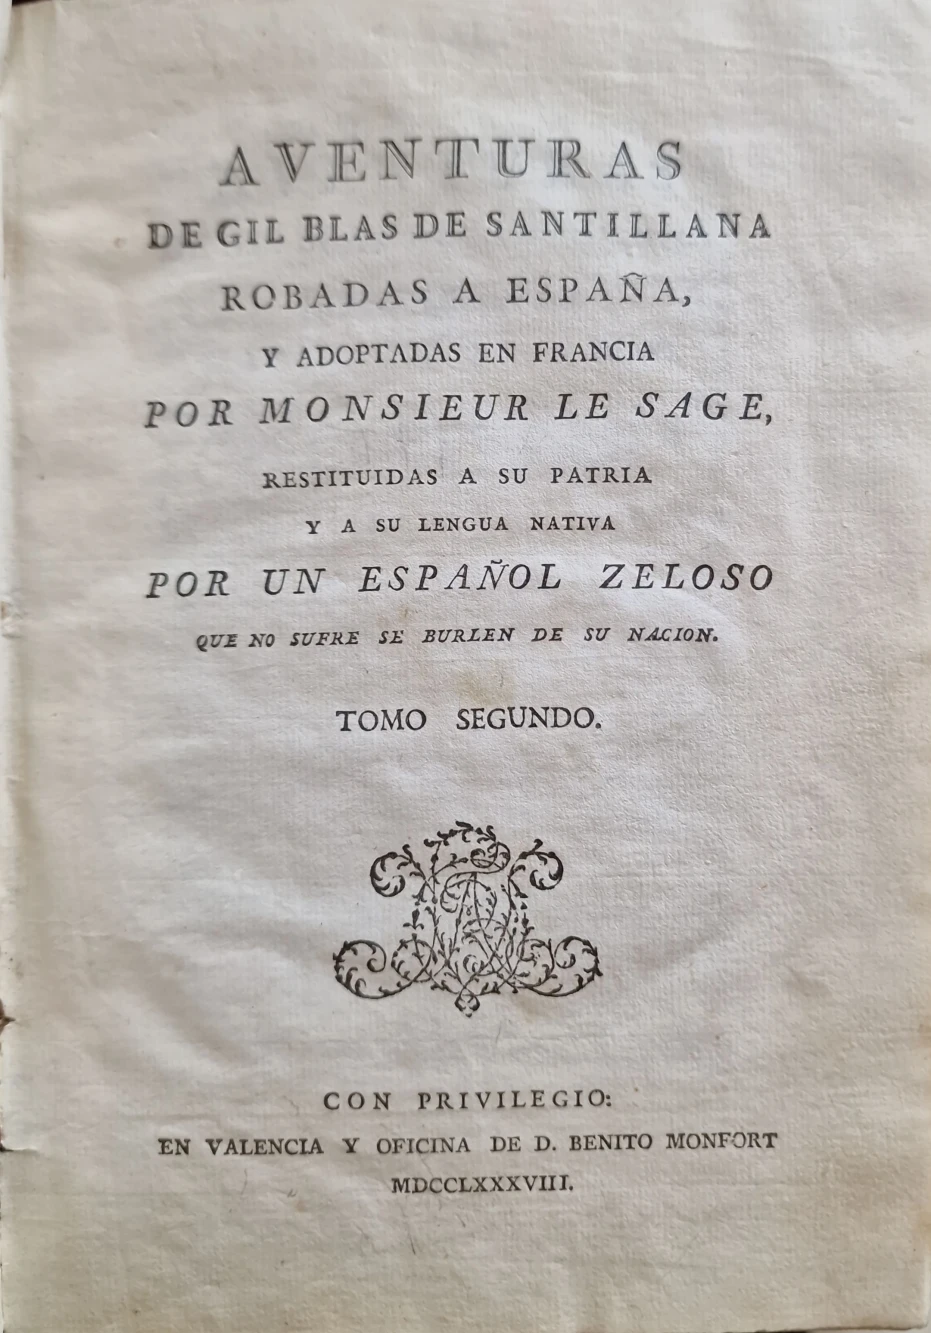 AVENTURAS
DE GIL BLAS DE SANTILLANA
ROBADAS A ESPAÑA,
Y ADOPTADAS EN FRANCIA
POR MONSIEUR LE SAGE,
RESTITUIDAS A SU PATRIA
Y A SU LENGUA NATIVA
POR UN ESPAÑOL ZELOSO
QUE NO SUFRE SE BURLEN DE SU NACION.
TOMO SEGUNDO.
CON PRIVILEGIO:
EN VALENCIA Y OFICINA DE D. BENITO MONFORT
MDCCLXXXVIII.